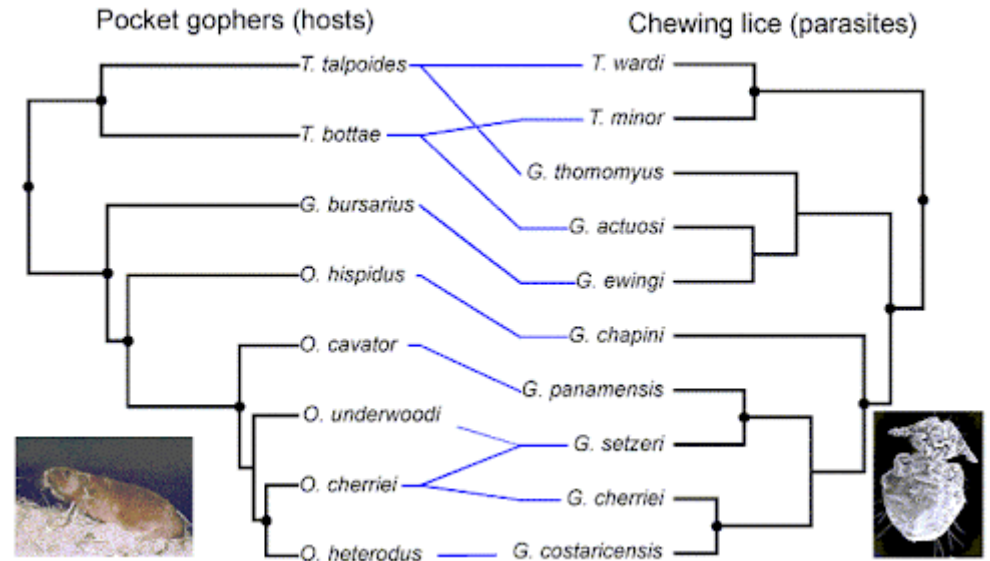 Pocket gophers (hosts)
Chewing lice (parasites)
T. talpoides
T. bottae
G. bursarius
O. hispidus
O. cavator
O. underwoodi
O. cherriei
O. heterodus
T. wardi
T. minor
G. thomomyus
G. actuosi
G. ewingi
G. chapini
G. panamensis
G. setzeri
G. cherriei
G. costaricensis